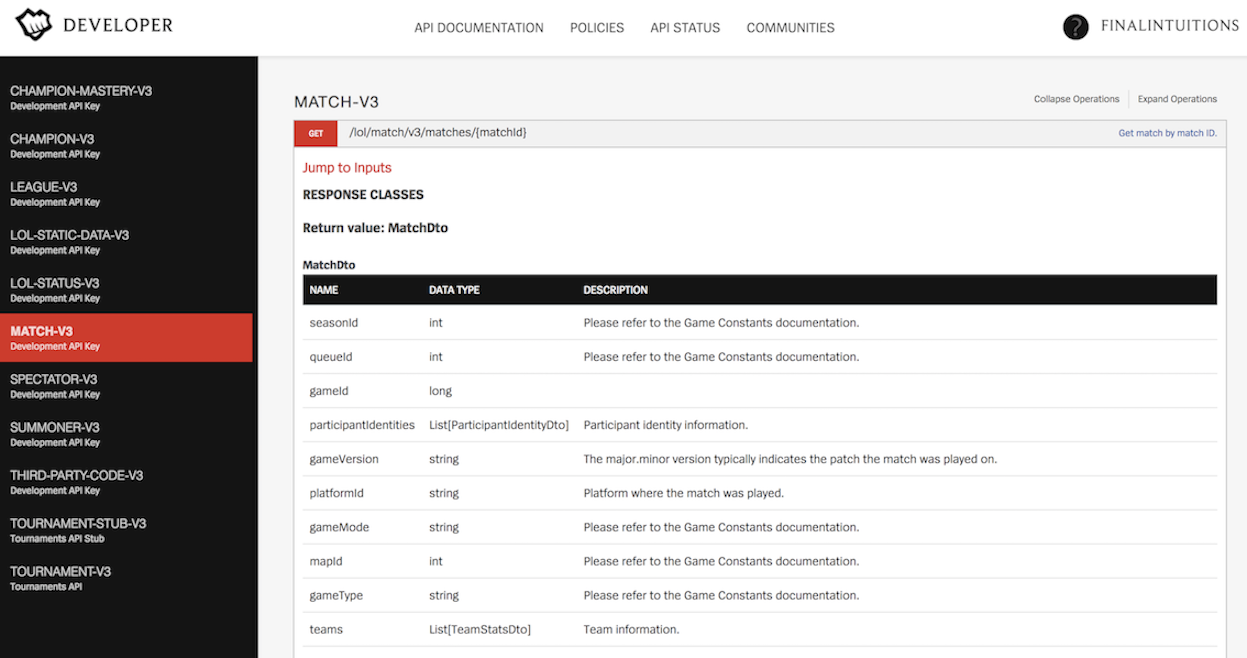 DEVELOPER
API DOCUMENTATION POLICIES API STATUS COMMUNITIES
? FINALINTUITIONS
CHAMPION-MASTERY-V3
Development API Key
CHAMPION-V3
Development API Key
LEAGUE-V3
Development API Key
LOL-STATIC-DATA-V3
Development API Key
LOL-STATUS-V3
Development API Key
MATCH-V3
Development API Key
SPECTATOR-V3
Development API Key
SUMMONER-V3
Development API Key
THIRD-PARTY-CODE-V3
Development API Key
TOURNAMENT-STUB-V3
Tournaments API Stub
TOURNAMENT-V3
Tournaments API
MATCH-V3
Collapse Operations Expand Operations
GET /lol/match/v3/matches/{matchId} Get match by match ID.
Jump to Inputs
RESPONSE CLASSES
Return value: MatchDto
MatchDto
NAME DATA TYPE DESCRIPTION
seasonId int Please refer to the Game Constants documentation.
queueId int Please refer to the Game Constants documentation.
gameId long
participantIdentities List[ParticipantIdentityDto] Participant identity information.
gameVersion string The major.minor version typically indicates the patch the match was played on.
platformId string Platform where the match was played.
gameMode string Please refer to the Game Constants documentation.
mapId int Please refer to the Game Constants documentation.
gameType string Please refer to the Game Constants documentation.
teams List[TeamStatsDto] Team information.